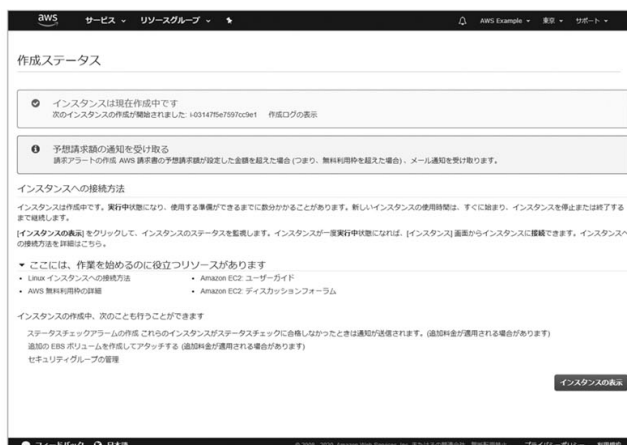 aws サービス リソースグループ AWS Example 東京 サポート
作成ステータス
インスタンスは現在作成中です
次のインスタンスの作成が開始されました: i-03147f5e7597cc9e1 作成ログの表示
予想請求額の通知を受け取る
請求アラートの作成 AWS 請求書の予想請求額が設定した金額を超えた場合 (つまり、無料利用枠を超えた場合)、メール通知を受け取ります。
インスタンスへの接続方法
インスタンスは作成中です。実行中状態になり、使用する準備ができるまでに数分かかることがあります。新しいインスタンスの使用時間は、すぐに始まり、インスタンスを停止または終了する
まで継続します。
[インスタンスの表示] をクリックして、インスタンスのステータスを監視します。インスタンスが一度実行中状態になれば、[インスタンス] 画面からインスタンスに接続できます。インスタンスへ
の接続方法を詳細はこちら。
ここには、作業を始めるのに役立つリソースがあります
• Linux インスタンスへの接続方法 • Amazon EC2: ユーザーガイド
• AWS 無料利用枠の詳細 • Amazon EC2: ディスカッションフォーラム
インスタンスの作成中、次のことも行うことができます
ステータスチェックアラームの作成 これらのインスタンスがステータスチェックに合格しなかったときは通知が送信されます。(追加料金が適用される場合があります)
追加の EBS ボリュームを作成してアタッチする (追加料金が適用される場合があります)
セキュリティグループの管理
インスタンスの表示
フィードバック 日本語